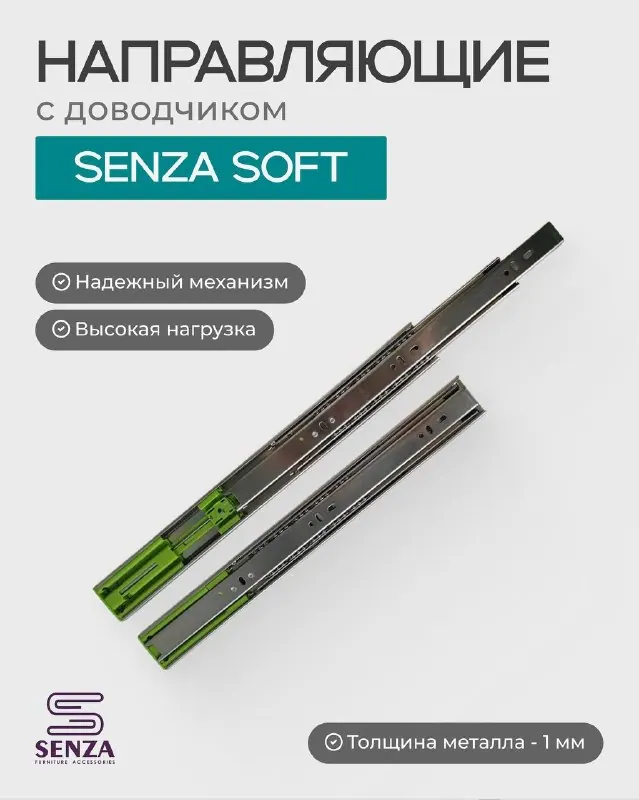 НАПРАВЛЯЮЩИЕ
С ДОВОДЧИКОМ
SENZA SOFT
Надежный механизм
Высокая нагрузка
SENZA
FURNITURE ACCESSORIES
Толщина металла - 1 мм